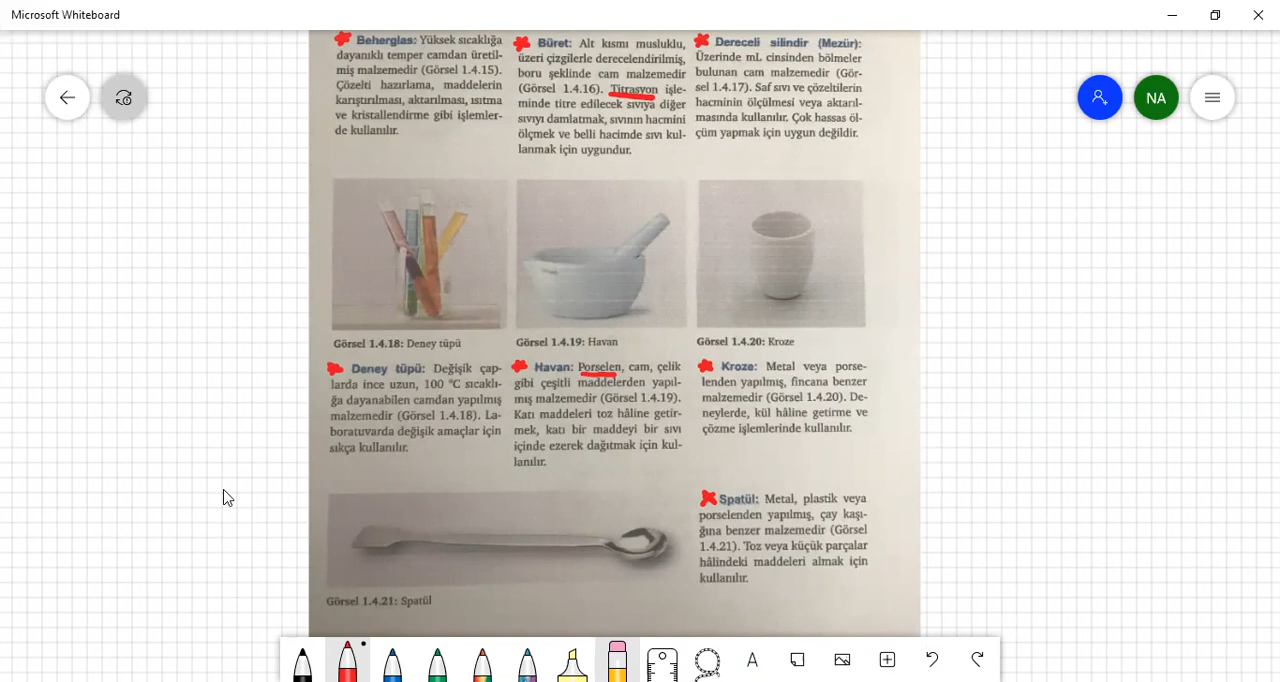 Microsoft Whiteboard
NA
Beherglas: Yüksek sıcaklığa
dayanıklı temper camdan üretil-
miş malzemedir (Görsel 1.4.15).
Çözelti hazırlama, maddelerin
karıştırılması, aktarılması, ısıtma
ve kristallendirme gibi işlemler-
de kullanılır.
Büret: Alt kısmı musluklu,
üzeri çizgilerle derecelendirilmiş,
boru şeklinde cam malzemedir
(Görsel 1.4.16). Titrasyon işle-
minde titre edilecek sıvıya diğer
sıvıyı damlatmak, sıvının hacmini
ölçmek ve belli hacimde sıvı kul-
lanmak için uygundur.
Dereceli silindir (Mezür):
Üzerinde mL cinsinden bölmeler
bulunan cam malzemedir (Gör-
sel 1.4.17). Saf sıvı ve çözeltilerin
hacminin ölçülmesi veya aktarıl-
masında kullanılır. Çok hassas öl-
çüm yapmak için uygun değildir.
Görsel 1.4.18: Deney tüpü
Görsel 1.4.19: Havan
Görsel 1.4.20: Kroze
Deney tüpü: Değişik çap-
larda ince uzun, 100 °C sıcaklı-
ğa dayanabilen camdan yapılmış
malzemedir (Görsel 1.4.18). La-
boratuvarda değişik amaçlar için
sıkça kullanılır.
Havan: Porselen, cam, çelik
gibi çeşitli maddelerden yapıl-
mış malzemedir (Görsel 1.4.19).
Katı maddeleri toz hâline getir-
mek, katı bir maddeyi bir sıvı
içinde ezerek dağıtmak için kul-
lanılır.
Kroze: Metal veya porse-
lenden yapılmış, fincana benzer
malzemedir (Görsel 1.4.20). De-
neylerde, kül hâline getirme ve
çözme işlemlerinde kullanılır.
Spatül: Metal, plastik veya
porselenden yapılmış, çay kaşı-
ğına benzer malzemedir (Görsel
1.4.21). Toz veya küçük parçalar
hâlindeki maddeleri almak için
kullanılır.
Görsel 1.4.21: Spatül